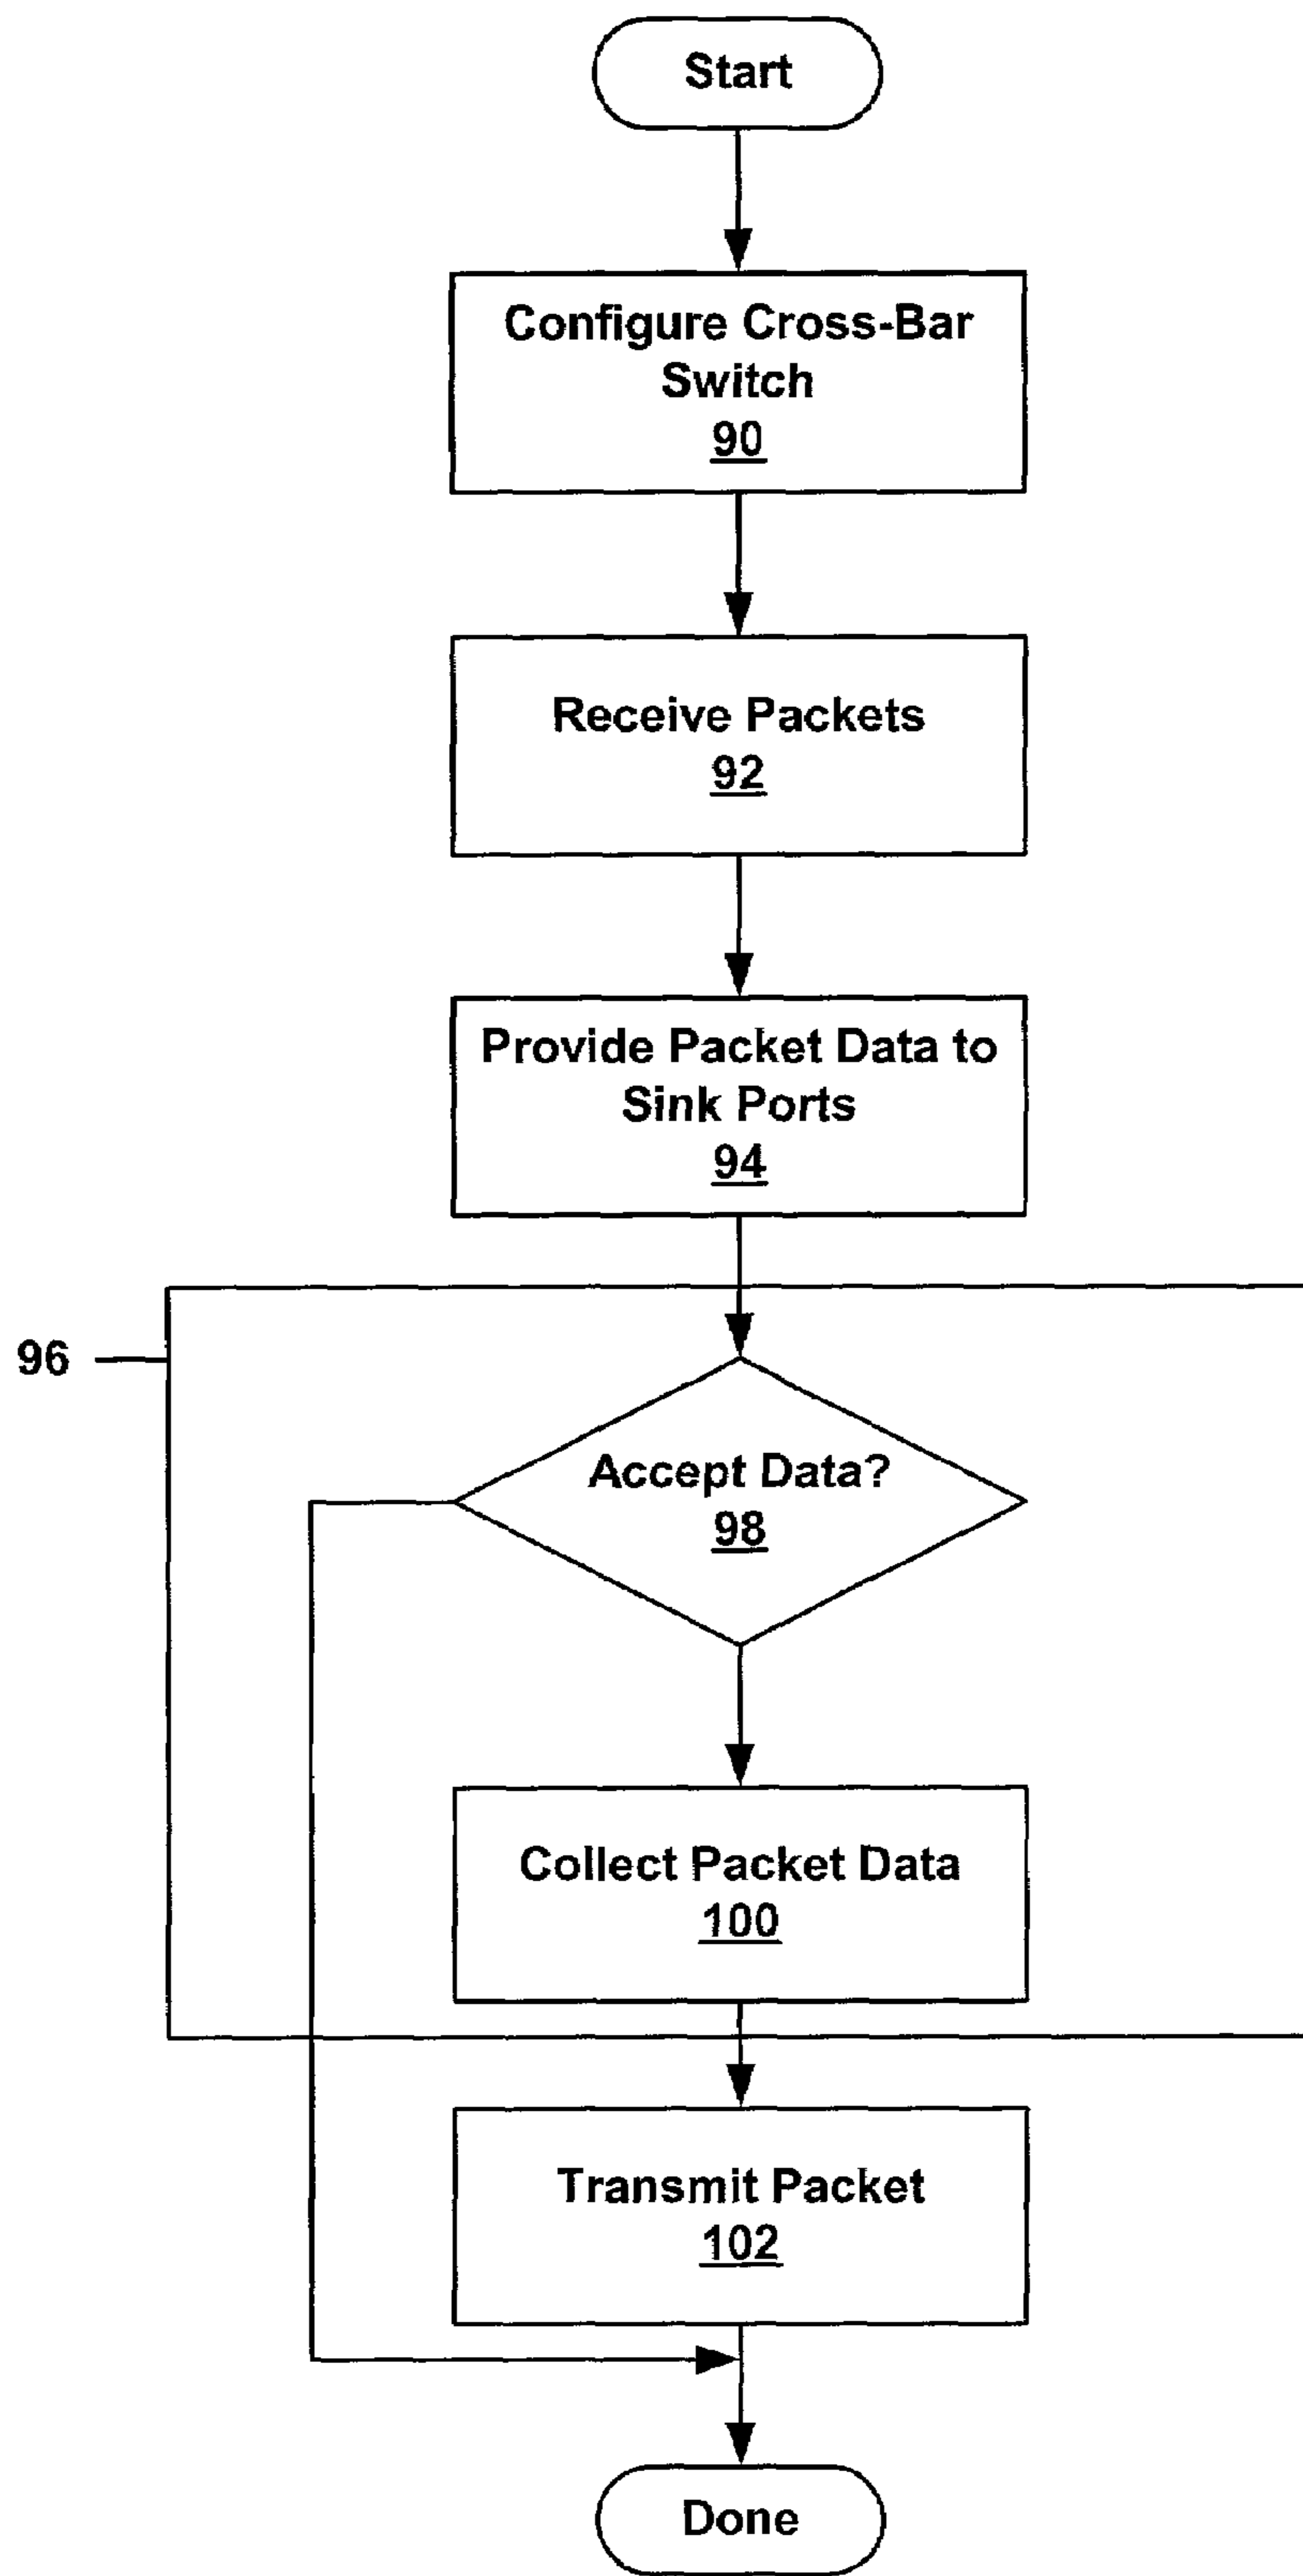 Start
Configure Cross-Bar
Switch
90
Receive Packets
92
Provide Packet Data to
Sink Ports
94
96
Accept Data?
98
Collect Packet Data
100
Transmit Packet
102
Done